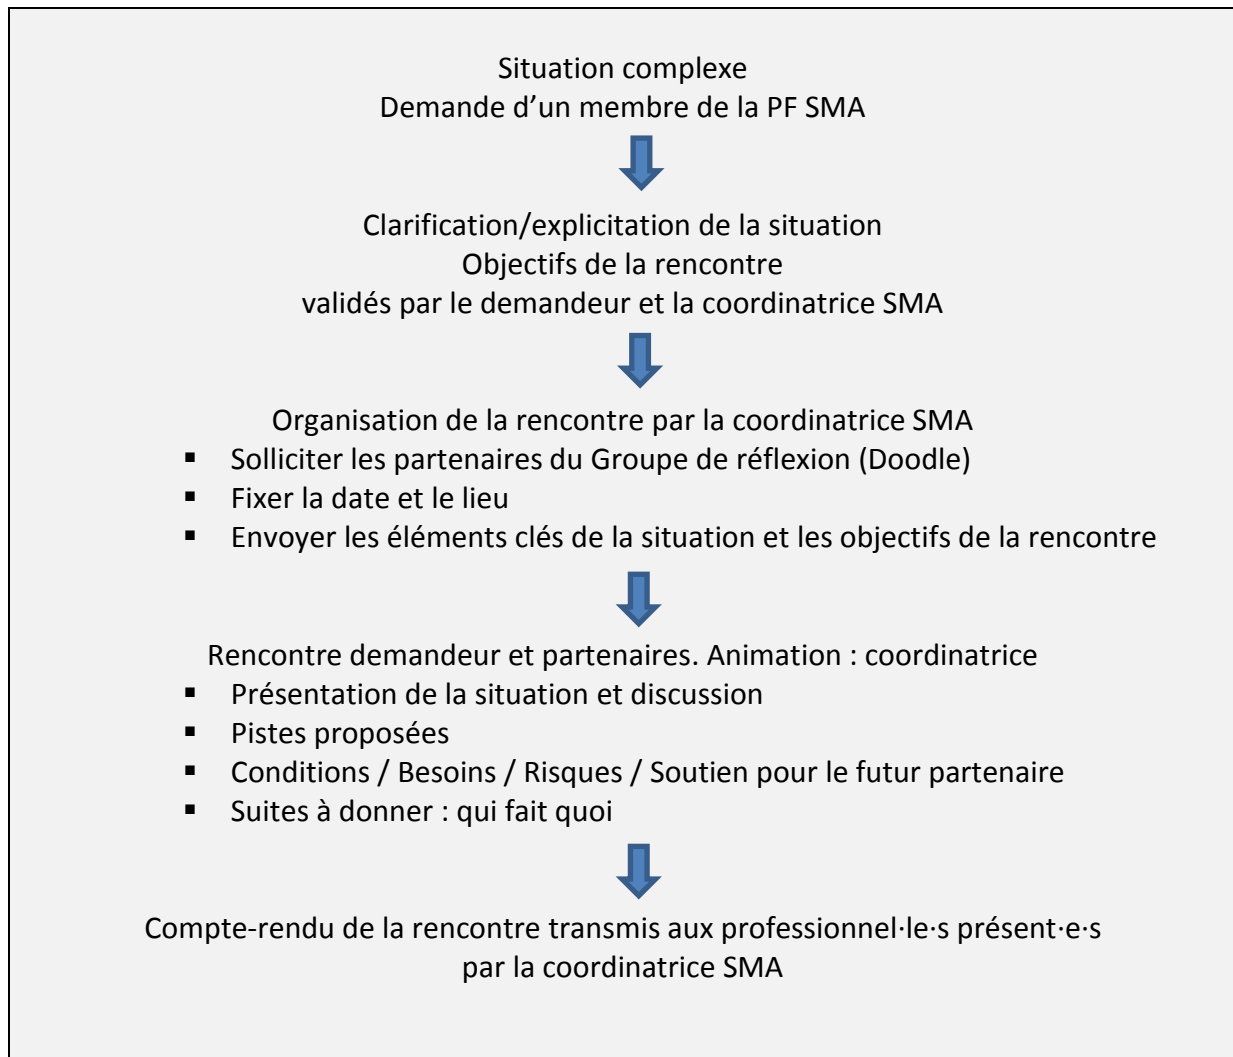 Situation complexe
Demande d’un membre de la PF SMA
Clarification/explicitation de la situation
Objectifs de la rencontre
validés par le demandeur et la coordinatrice SMA
Organisation de la rencontre par la coordinatrice SMA
▪ Solliciter les partenaires du Groupe de réflexion (Doodle)
▪ Fixer la date et le lieu
▪ Envoyer les éléments clés de la situation et les objectifs de la rencontre
Rencontre demandeur et partenaires. Animation : coordinatrice
▪ Présentation de la situation et discussion
▪ Pistes proposées
▪ Conditions / Besoins / Risques / Soutien pour le futur partenaire
▪ Suites à donner : qui fait quoi
Compte-rendu de la rencontre transmis aux professionnel·le·s présent·e·s
par la coordinatrice SMA